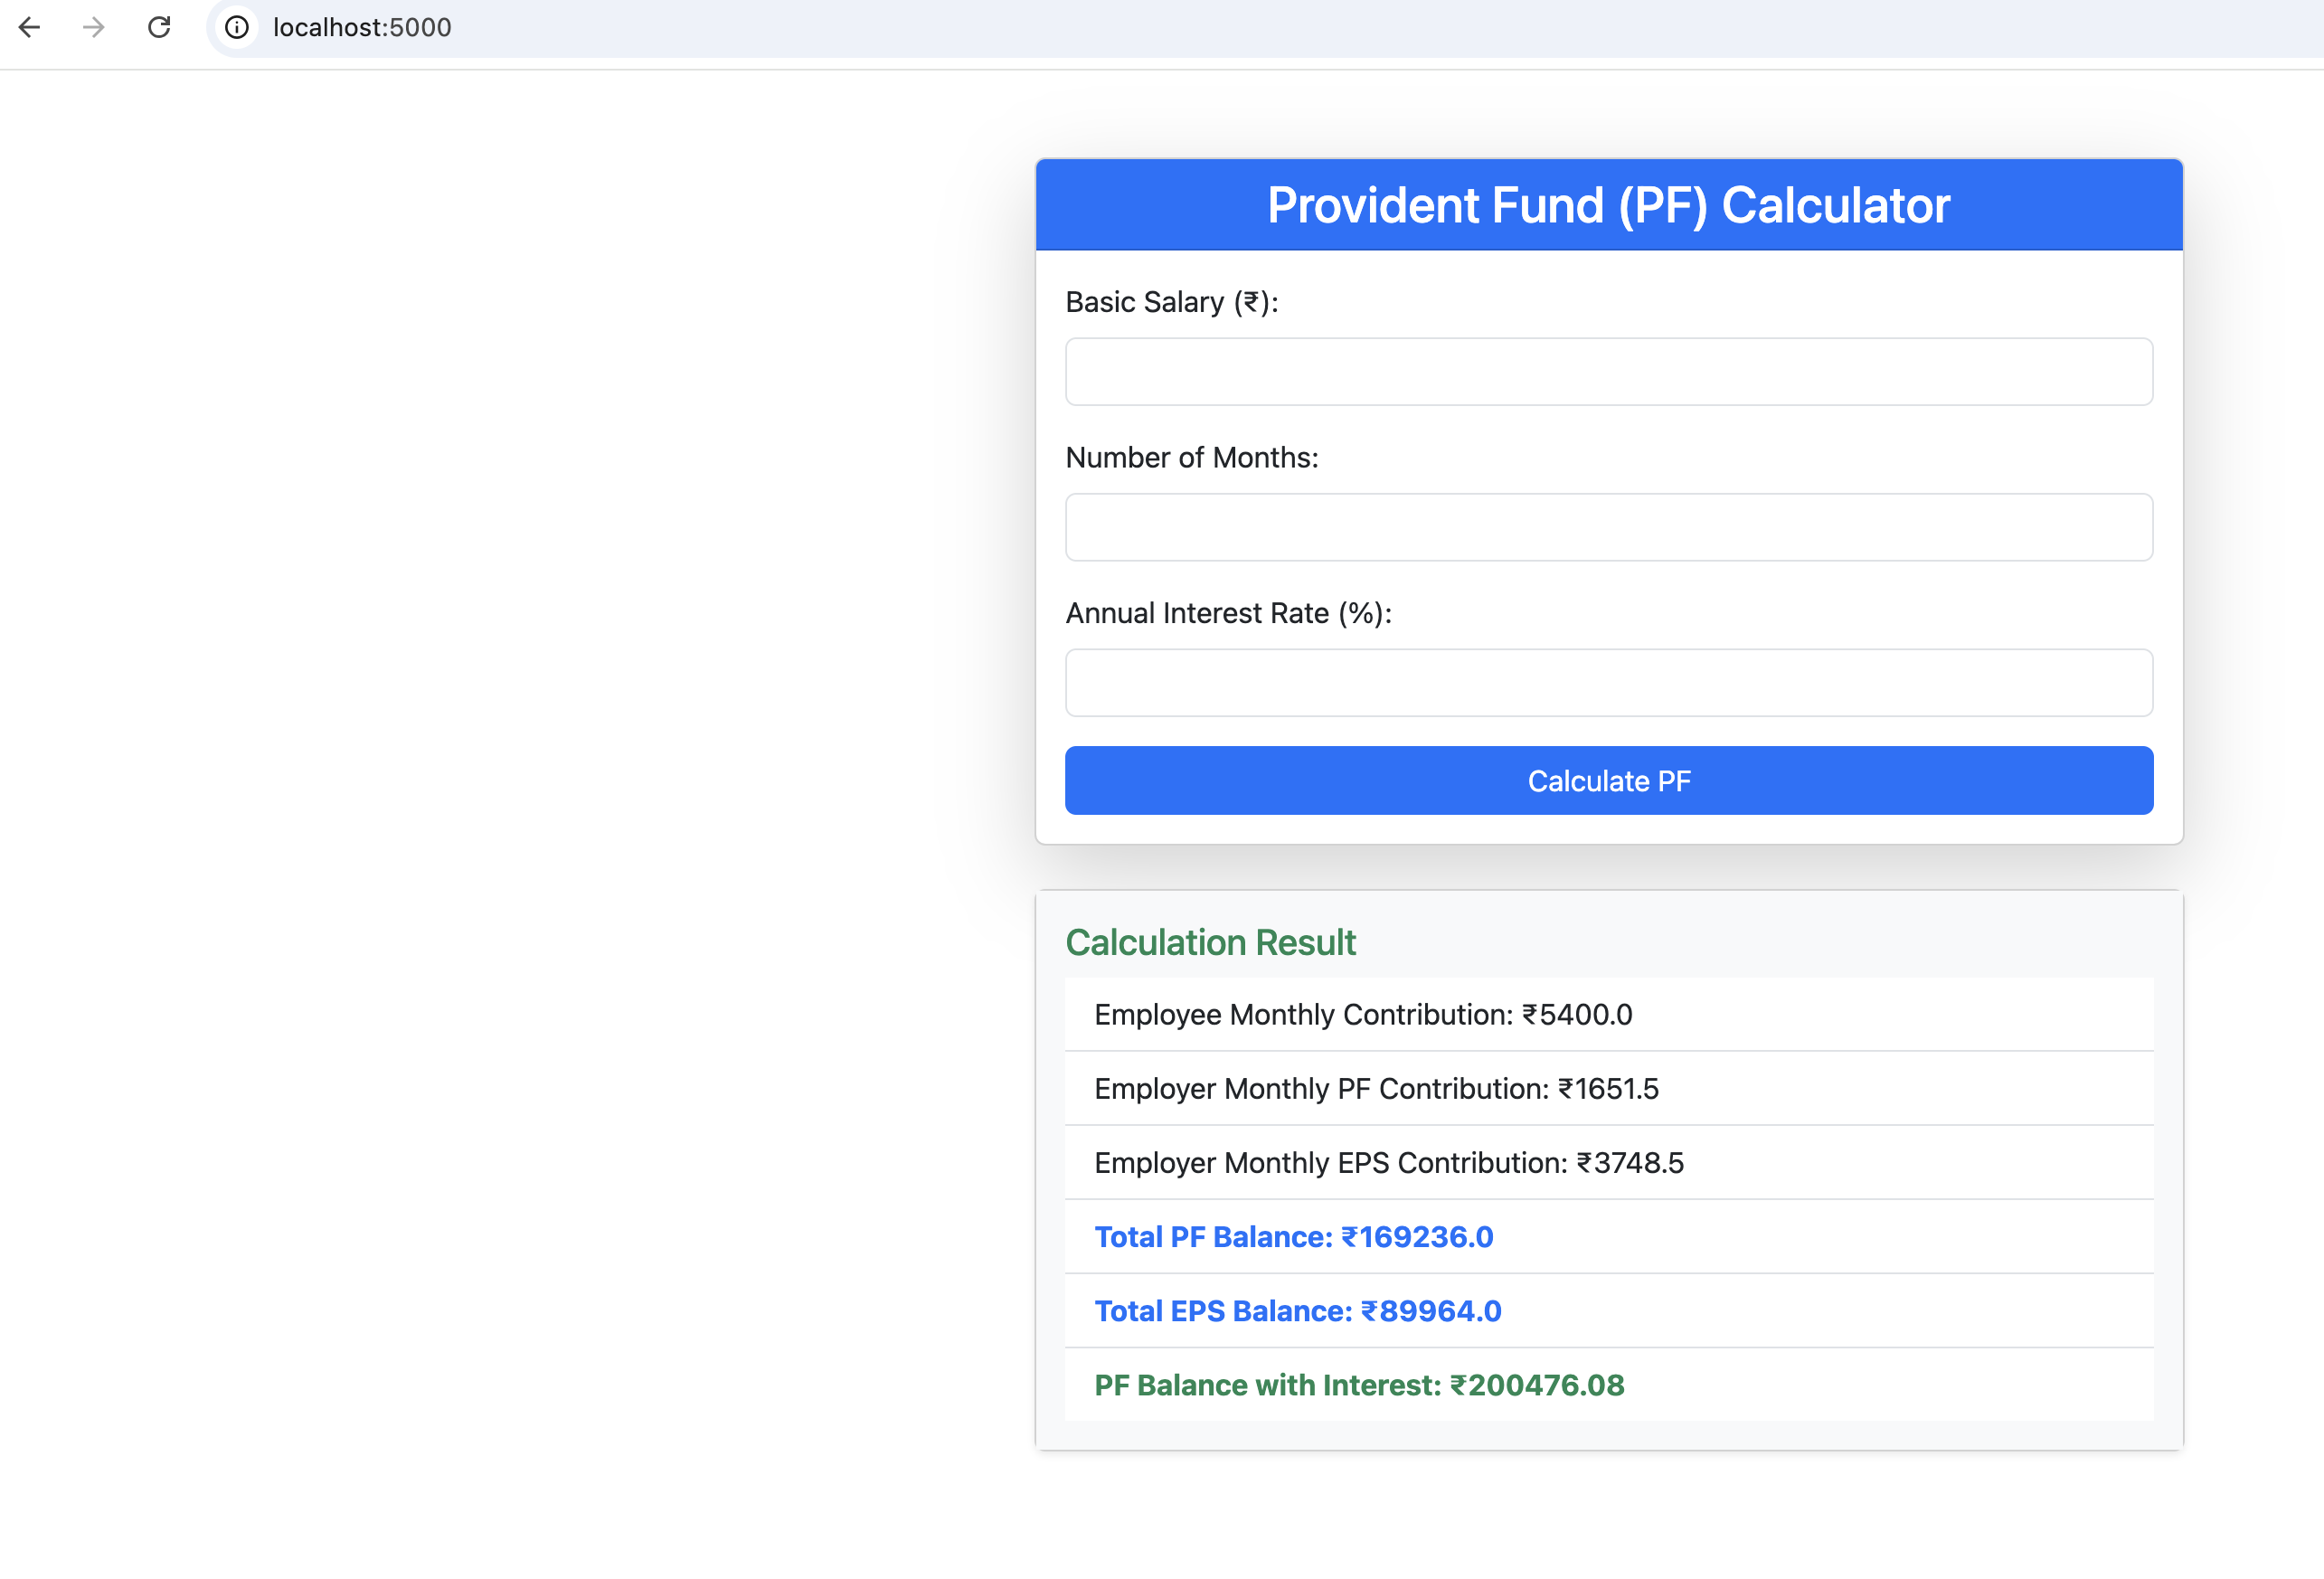 localhost:5000
Provident Fund (PF) Calculator
Basic Salary (₹):
Number of Months:
Annual Interest Rate (%):
Calculate PF
Calculation Result
Employee Monthly Contribution: ₹5400.0
Employer Monthly PF Contribution: ₹1651.5
Employer Monthly EPS Contribution: ₹3748.5
Total PF Balance: ₹169236.0
Total EPS Balance: ₹89964.0
PF Balance with Interest: ₹200476.08